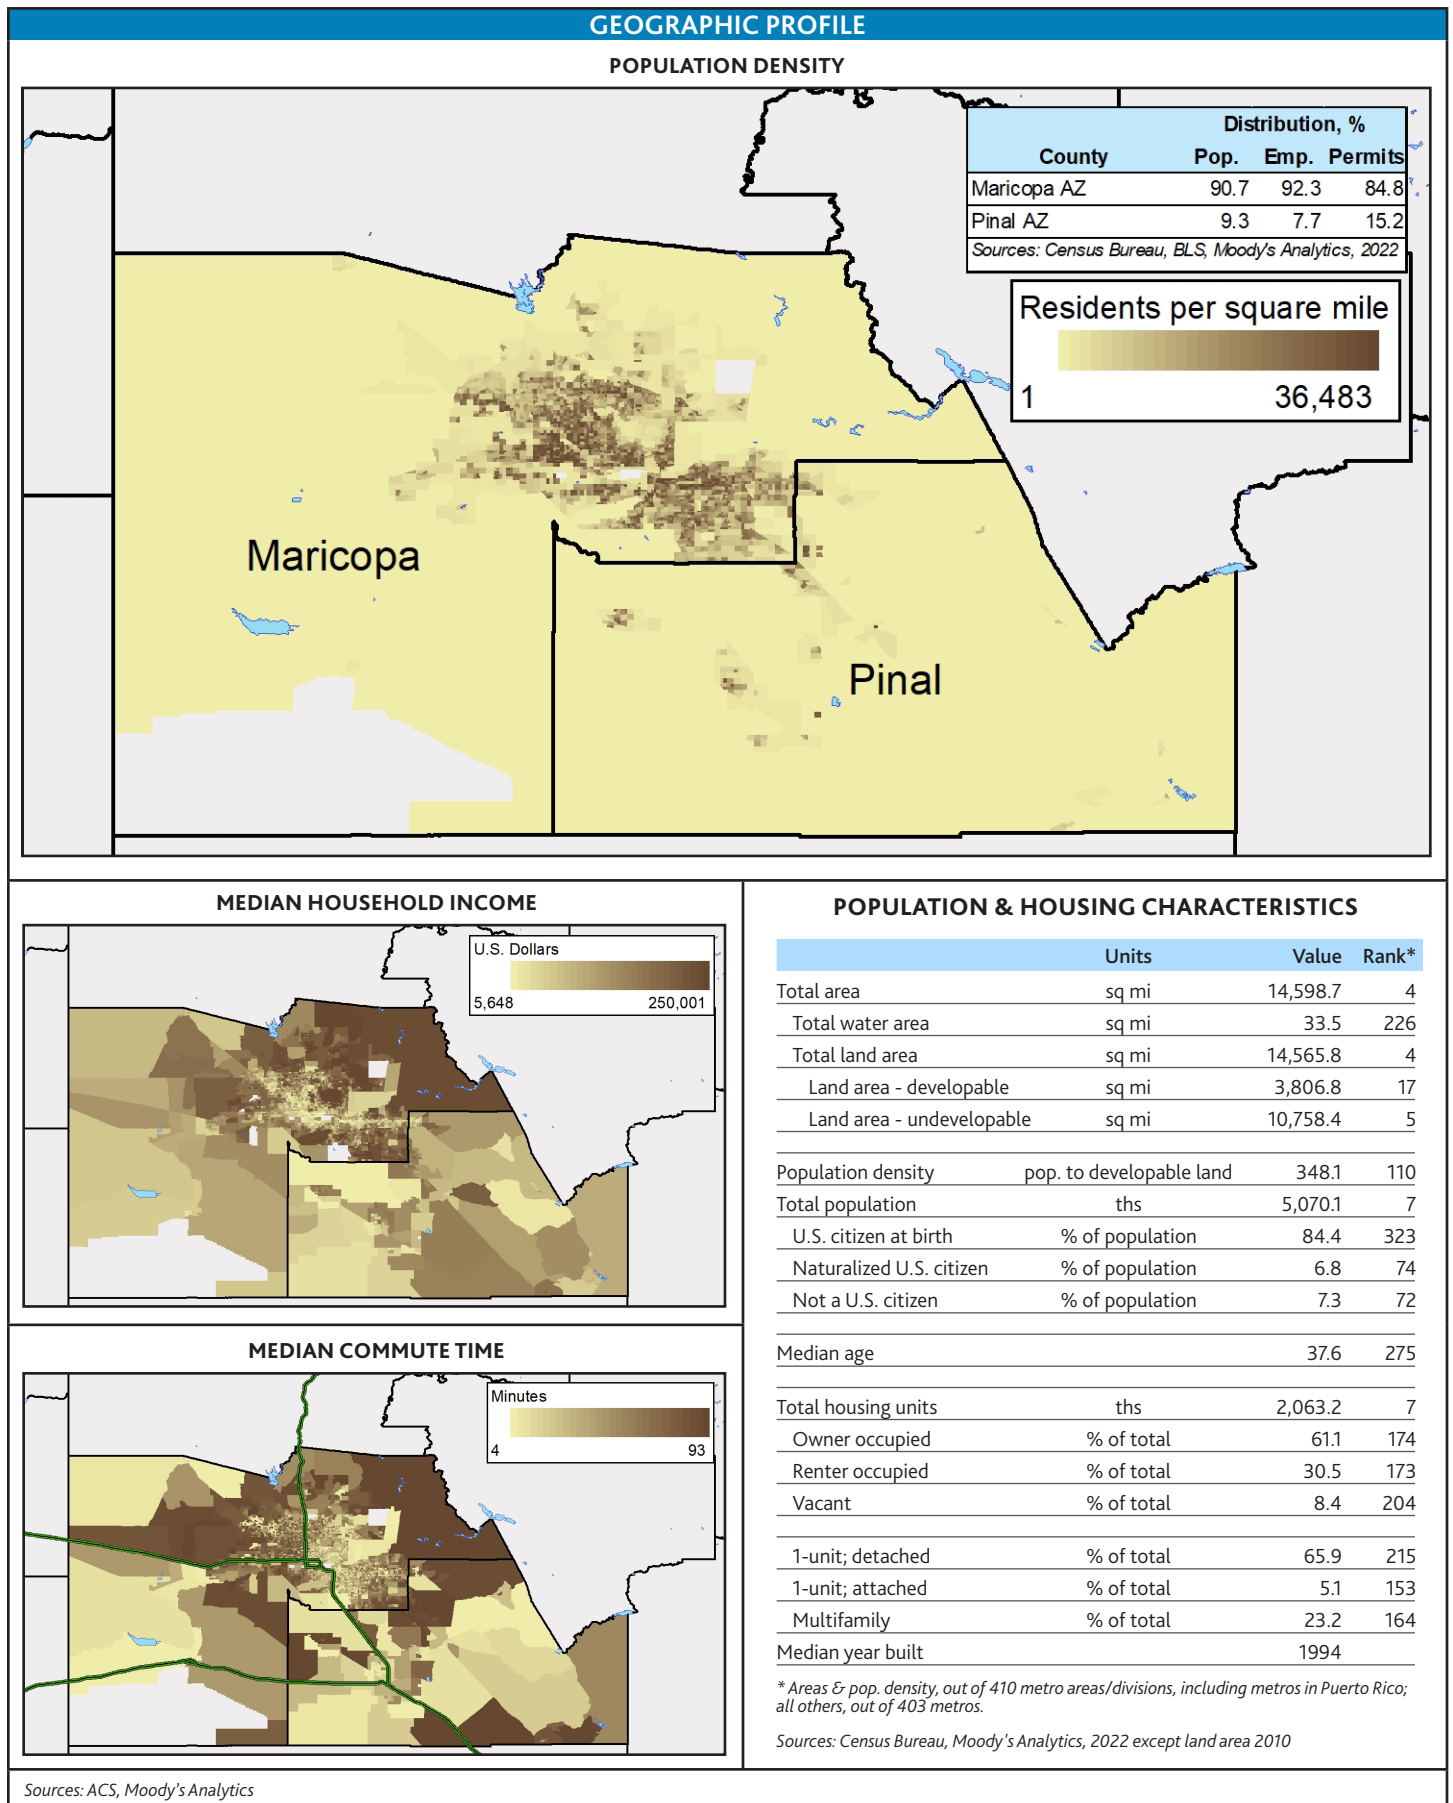 GEOGRAPHIC PROFILE
POPULATION DENSITY
Distribution, %
County Pop. Emp. Permits
Maricopa AZ 90.7 92.3 84.8
Pinal AZ 9.3 7.7 15.2
Sources: Census Bureau, BLS, Moody's Analytics, 2022
Residents per square mile
1 36,483
Maricopa
Pinal
MEDIAN HOUSEHOLD INCOME
U.S. Dollars
5,648 250,001
MEDIAN COMMUTE TIME
Minutes
4 93
POPULATION & HOUSING CHARACTERISTICS
Units Value Rank*
Total area sq mi 14,598.7 4
Total water area sq mi 33.5 226
Total land area sq mi 14,565.8 4
Land area - developable sq mi 3,806.8 17
Land area - undevelopable sq mi 10,758.4 5
Population density pop. to developable land 348.1 110
Total population ths 5,070.1 7
U.S. citizen at birth % of population 84.4 323
Naturalized U.S. citizen % of population 6.8 74
Not a U.S. citizen % of population 7.3 72
Median age 37.6 275
Total housing units ths 2,063.2 7
Owner occupied % of total 61.1 174
Renter occupied % of total 30.5 173
Vacant % of total 8.4 204
1-unit; detached % of total 65.9 215
1-unit; attached % of total 5.1 153
Multifamily % of total 23.2 164
Median year built 1994
* Areas & pop. density, out of 410 metro areas/divisions, including metros in Puerto Rico;
all others, out of 403 metros.
Sources: Census Bureau, Moody's Analytics, 2022 except land area 2010
Sources: ACS, Moody's Analytics